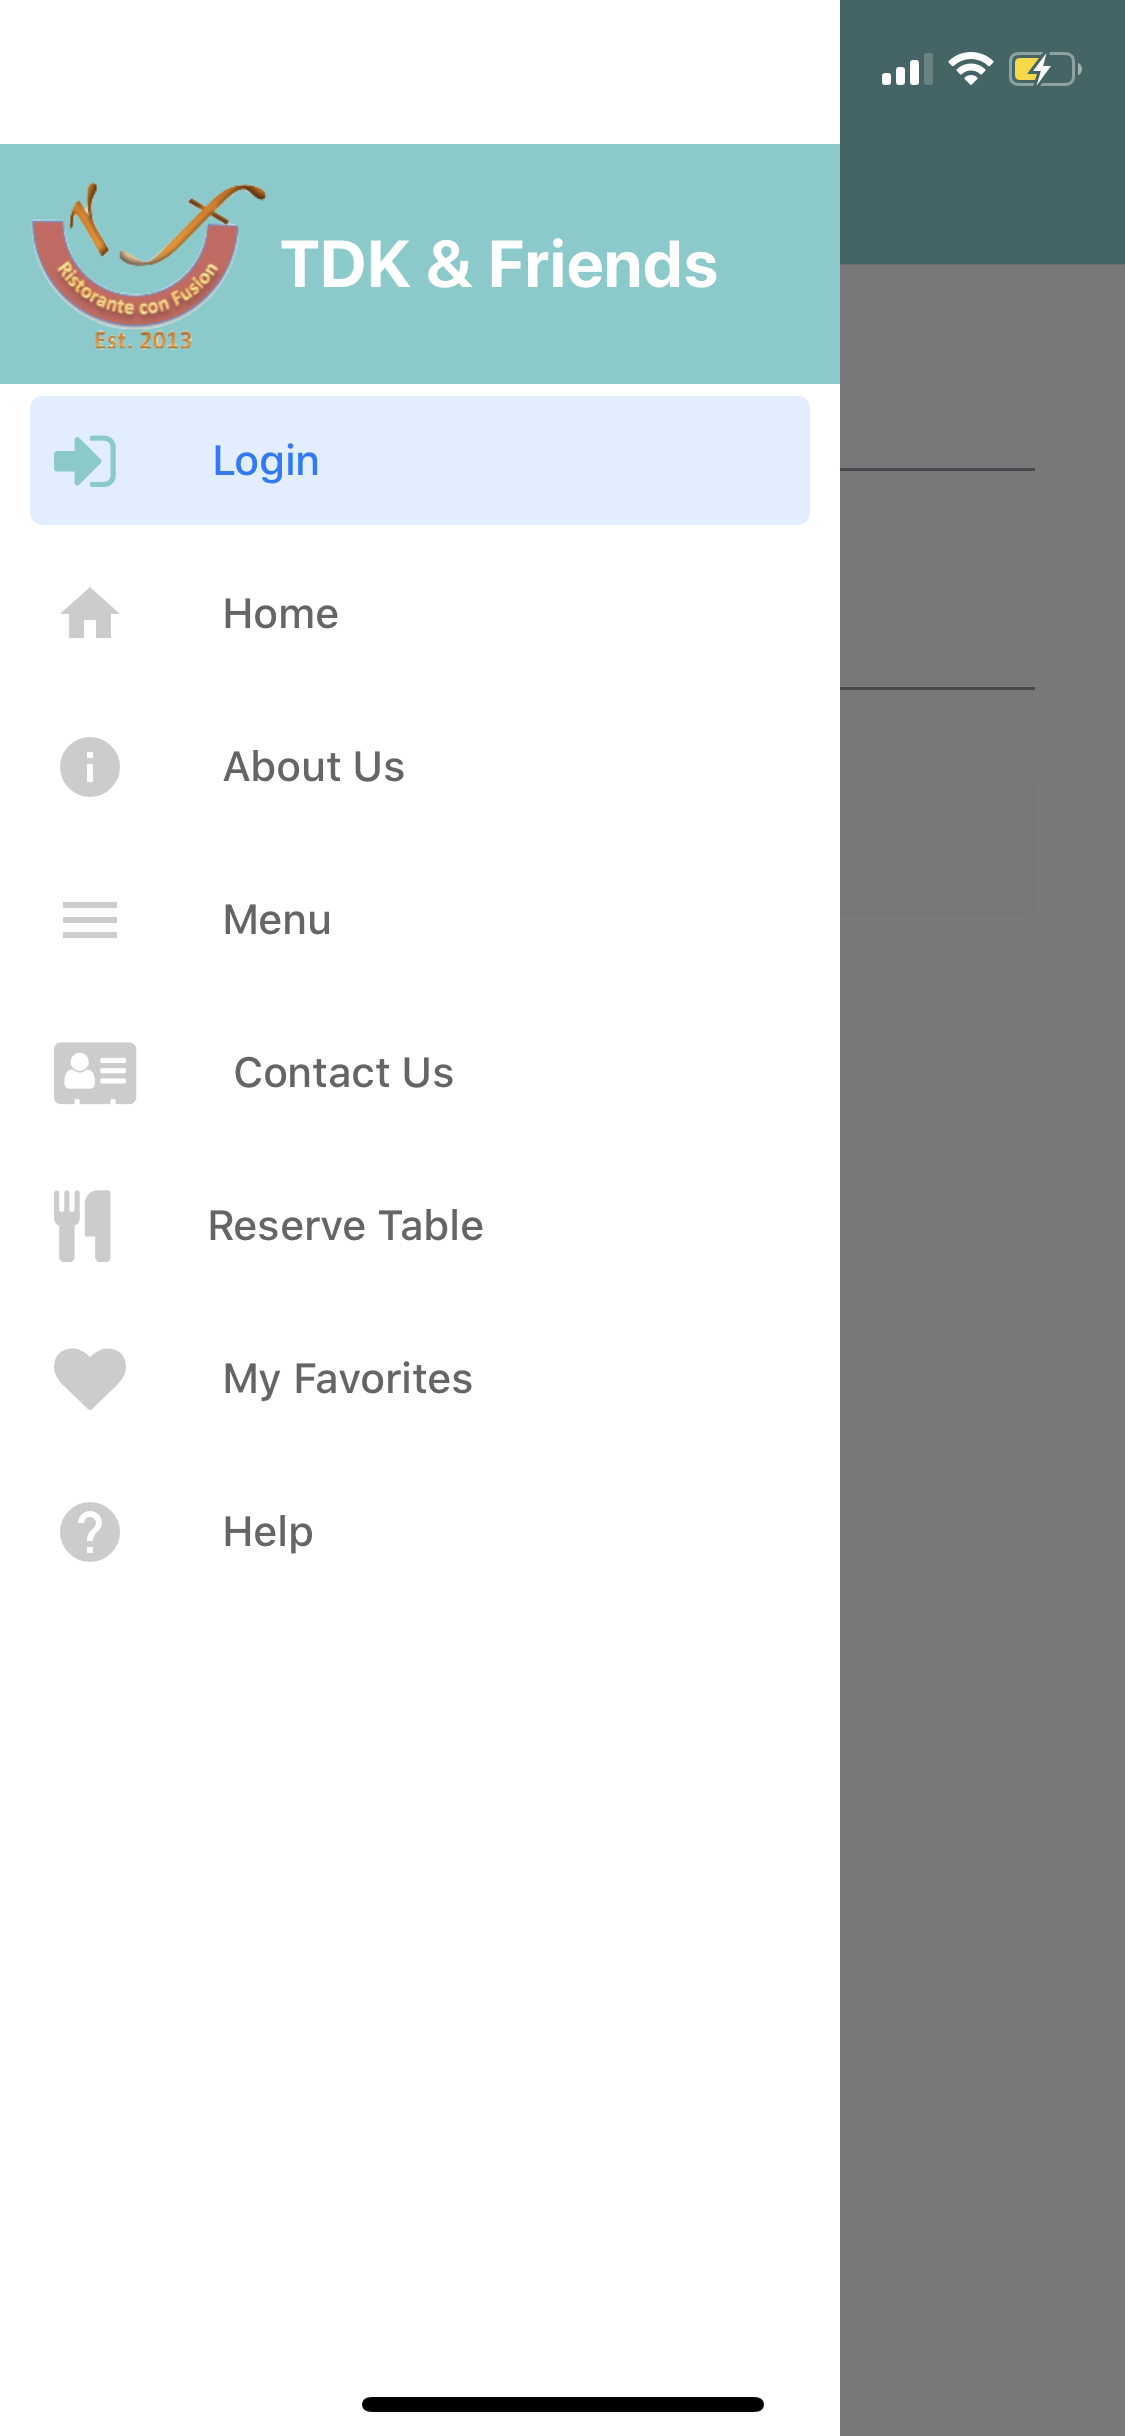 Ristorante con Fusion
Est. 2013
TDK & Friends
Login
Home
About Us
Menu
Contact Us
Reserve Table
My Favorites
Help